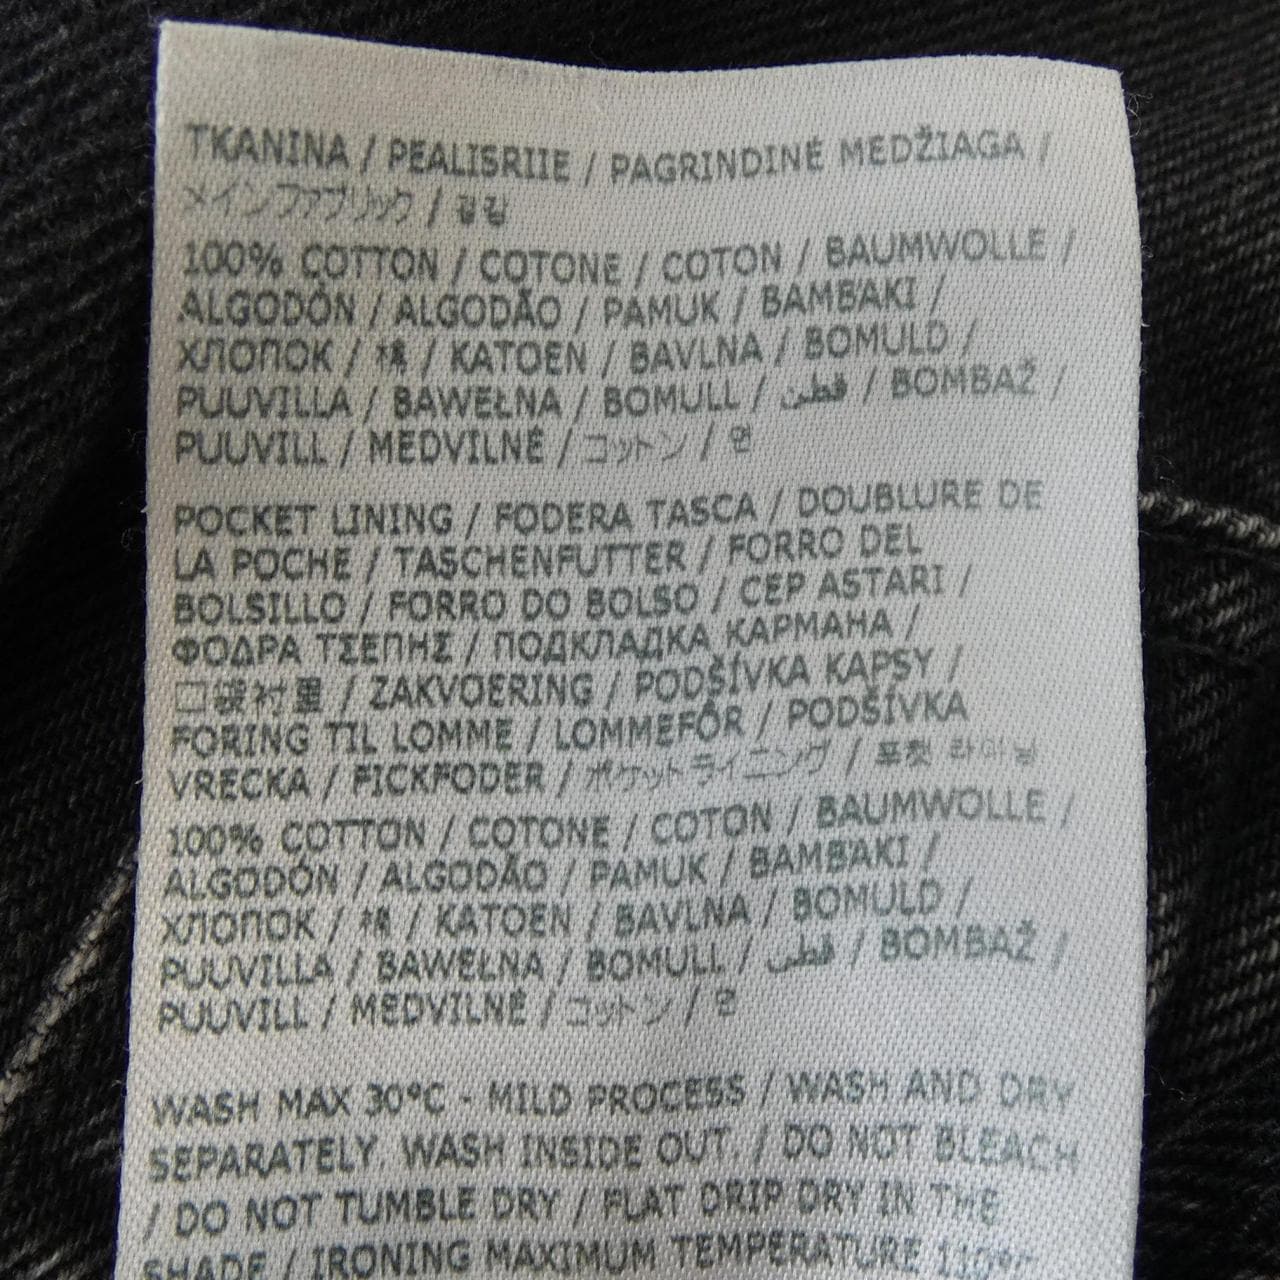 TKANINA / PEALISRIIE / PAGRINDINĖ MEDŽIAGA /
メインファブリック / 겉감
100% COTTON / COTONE / COTON / BAUMWOLLE /
ALGODÓN / ALGODÃO / PAMUK / BAMBAKI /
ХЛОПОК / 棉 / KATOEN / BAVLNA / BOMULD /
PUUVILLA / BAWEŁNA / BOMULL / قطن / BOMBAŽ /
PUUVILL / MEDVILNĖ / コットン / 면
POCKET LINING / FODERA TASCA / DOUBLURE DE
LA POCHE / TASCHENFUTTER / FORRO DEL
BOLSILLO / FORRO DO BOLSO / CEP ASTARI /
ΦΟΔΡΑ ΤΣΕΠΗΣ / ПОДКЛАДКА КАРМАНА /
口袋衬里 / ZAKVOERING / PODŠÍVKA KAPSY /
FORING TIL LOMME / LOMMEFÔR / PODŠÍVKA
VRECKA / FICKFODER / ポケットライニング / 포켓 라이닝
100% COTTON / COTONE / COTON / BAUMWOLLE /
ALGODÓN / ALGODÃO / PAMUK / BAMBAKI /
ХЛОПОК / 棉 / KATOEN / BAVLNA / BOMULD /
PUUVILLA / BAWEŁNA / BOMULL / قطن / BOMBAŽ /
PUUVILL / MEDVILNĖ / コットン / 면
WASH MAX 30°C - MILD PROCESS / WASH AND DRY
SEPARATELY. WASH INSIDE OUT. / DO NOT BLEACH
/ DO NOT TUMBLE DRY / FLAT DRIP DRY IN THE
SHADE / IRONING MAXIMUM TEMPERATURE 110°C